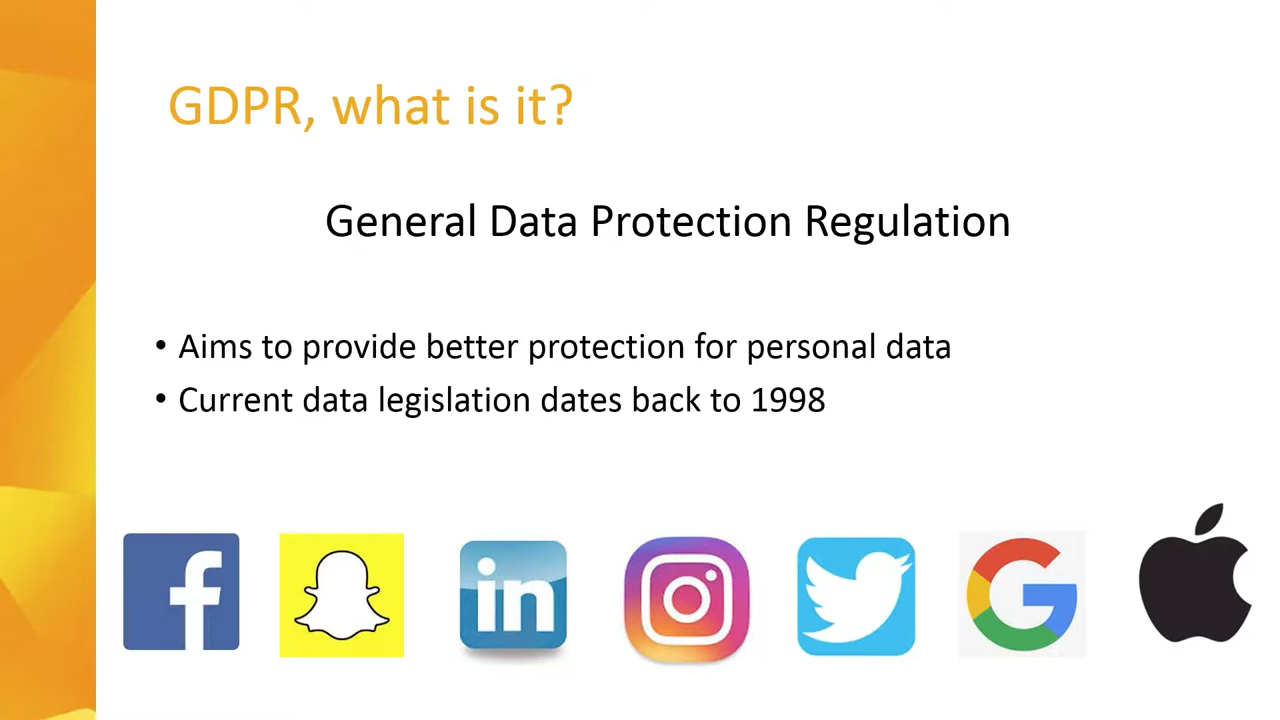 GDPR, what is it?
General Data Protection Regulation
• Aims to provide better protection for personal data
• Current data legislation dates back to 1998
f
in
G